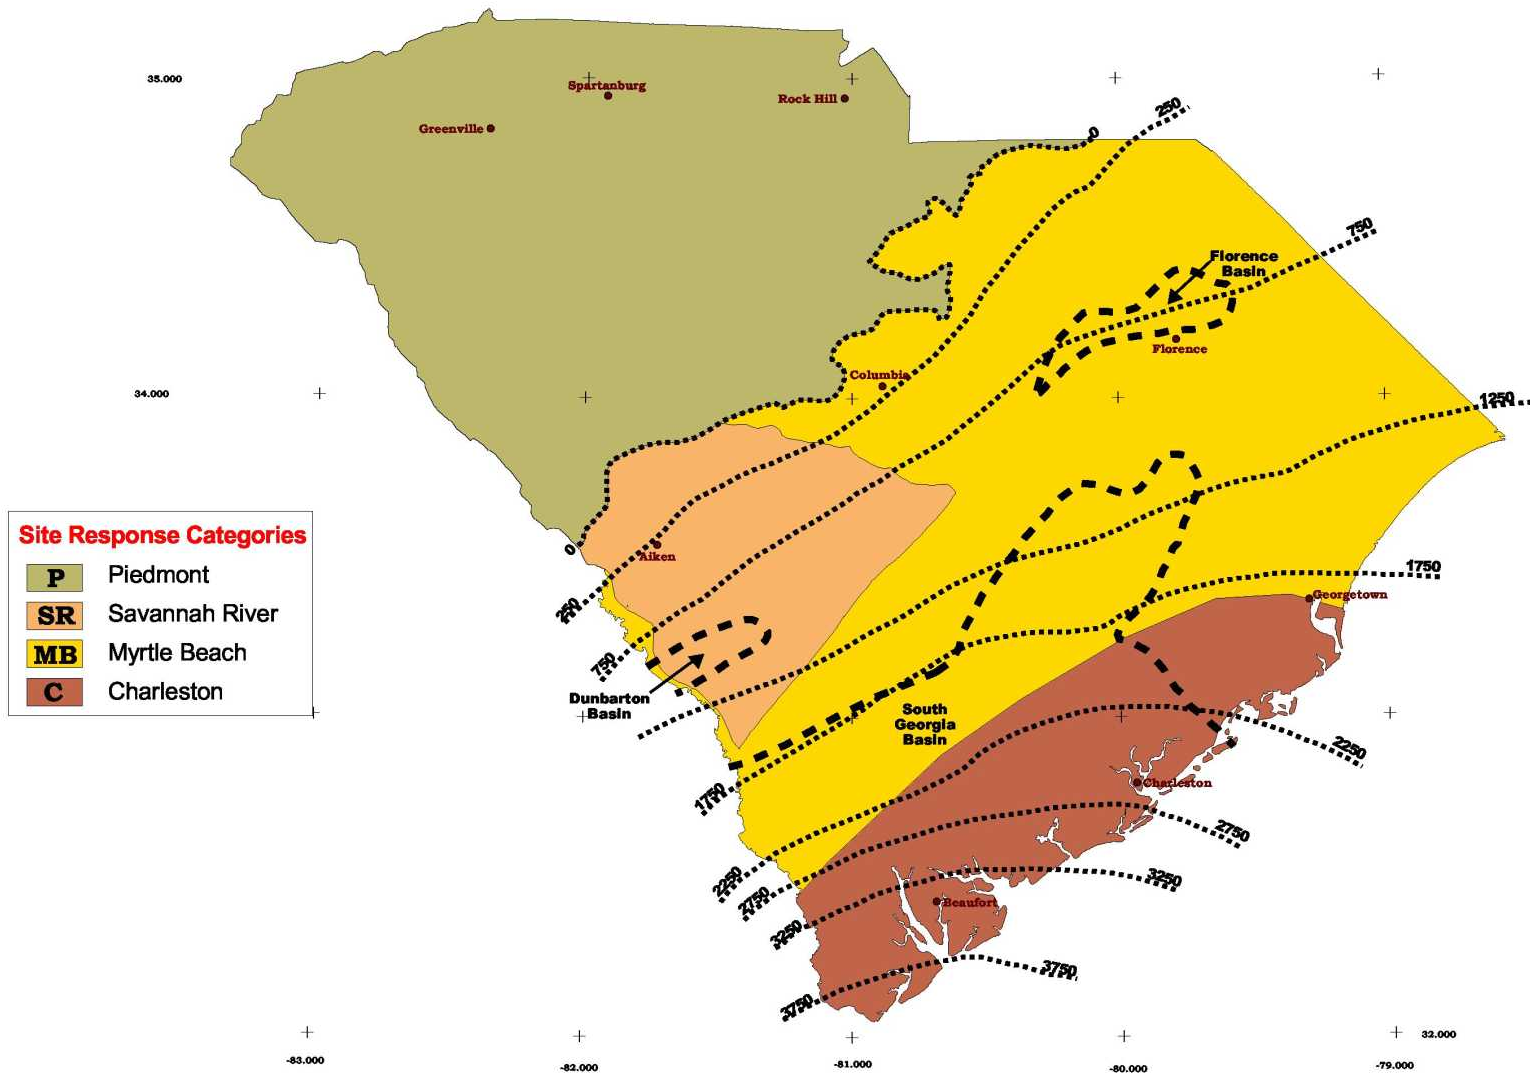 35.000
Spartanburg
Rock Hill
Greenville
0
250
750
Florence
Basin
Florence
Columbia
34.000
1250
Site Response Categories
P Piedmont
SR Savannah River
MB Myrtle Beach
C Charleston
0
Aiken
250
750
1750
Georgetown
Dunbarton
Basin
South
Georgia
Basin
2250
1750
Charleston
2750
2250
2750
3250
3250
Beaufort
3750
3750
32.000
-83.000
-82.000
-81.000
-80.000
-79.000